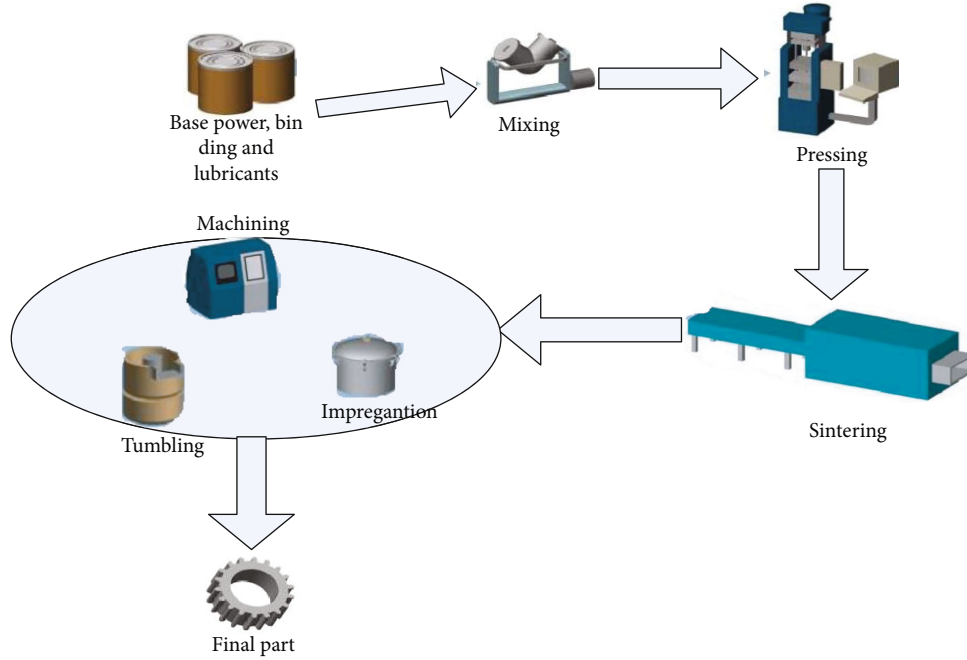 Base power, bin
ding and
lubricants
Mixing
Pressing
Machining
Impregantion
Tumbling
Sintering
Final part